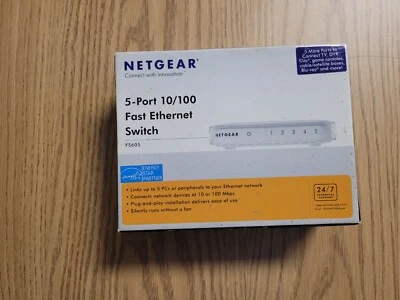 NETGEAR®
Connect with Innovation™
5 More Ports to
Connect TV, DVR,
game consoles,
cable/satellite boxes,
Blu-ray® and more!
5-Port 10/100
Fast Ethernet
Switch
FS605
NETGEAR 1 2 3 4 5
ENERGY
STAR
PARTNER
• Links up to 5 PCs or peripherals to your Ethernet network
• Connects network devices at 10 or 100 Mbps
• Plug-and-play installation delivers ease of use
• Silently runs without a fan
24/7
SUPPORT